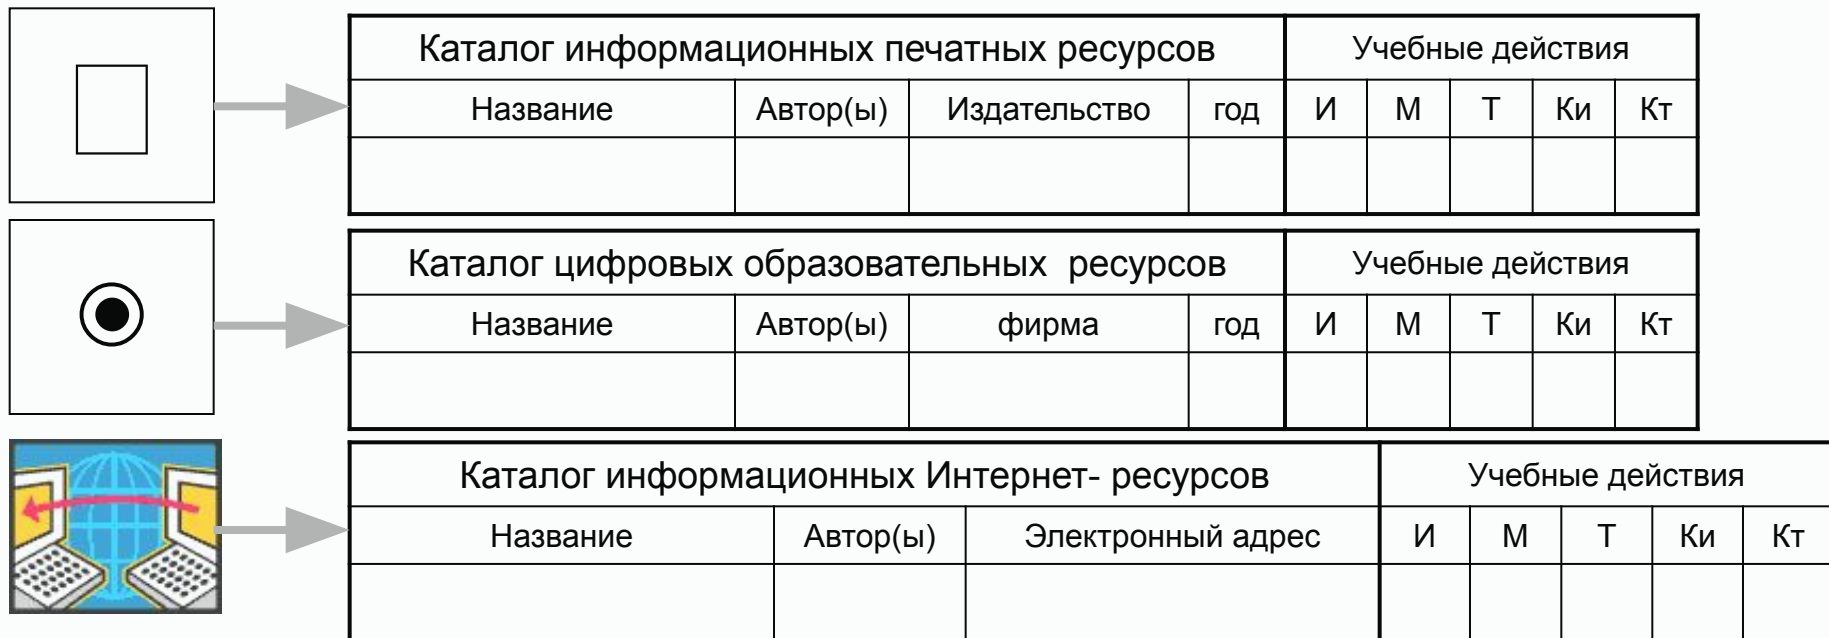 Каталог информационных печатных ресурсов Учебные действия
Название Автор(ы) Издательство год И М Т Ки Кт
Каталог цифровых образовательных ресурсов Учебные действия
Название Автор(ы) фирма год И М Т Ки Кт
Каталог информационных Интернет- ресурсов Учебные действия
Название Автор(ы) Электронный адрес И М Т Ки Кт